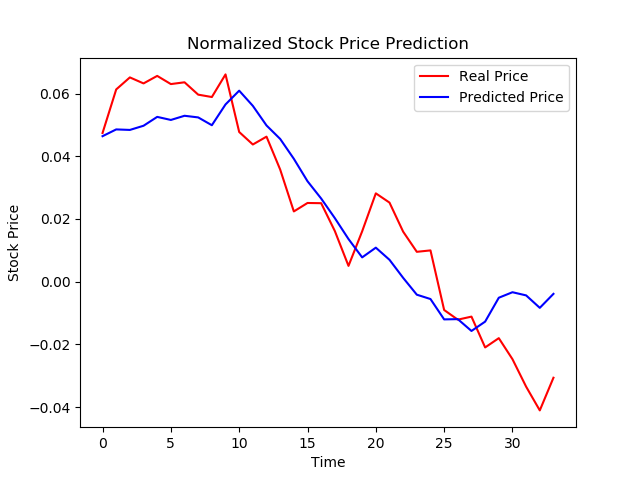 Normalized Stock Price Prediction
Real Price
Predicted Price
Stock Price
0.06
0.04
0.02
0.00
−0.02
−0.04
0 5 10 15 20 25 30
Time